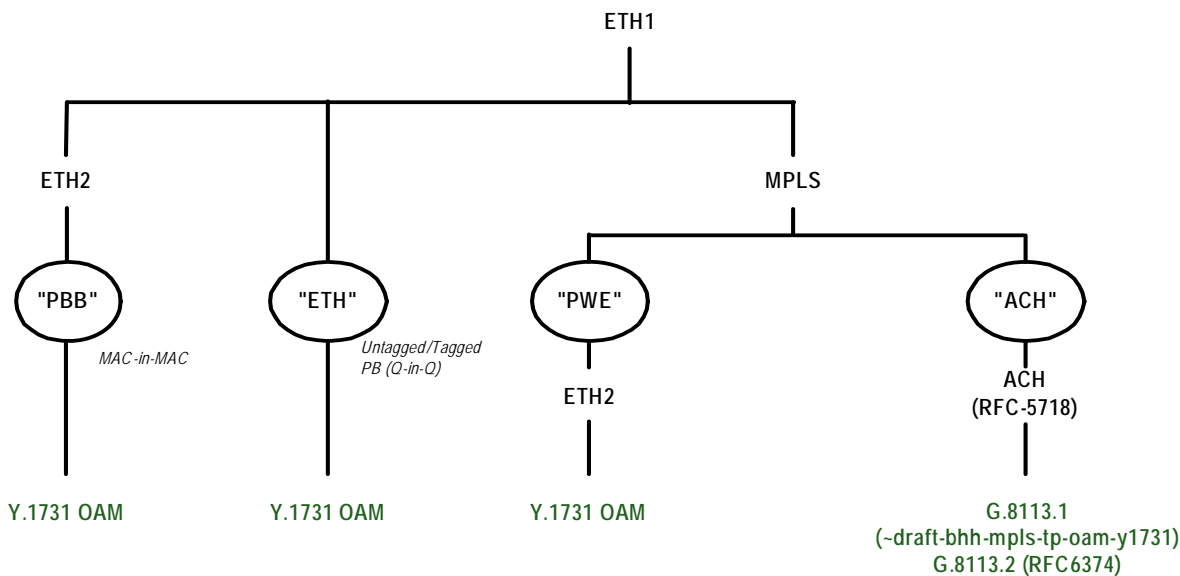 ETH1
ETH2
MPLS
"PBB"
"ETH"
"PWE"
"ACH"
MAC-in-MAC
Untagged/Tagged
PB (Q-in-Q)
ETH2
ACH
(RFC-5718)
Y.1731 OAM
Y.1731 OAM
Y.1731 OAM
G.8113.1
(~draft-bhh-mpls-tp-oam-y1731)
G.8113.2 (RFC6374)